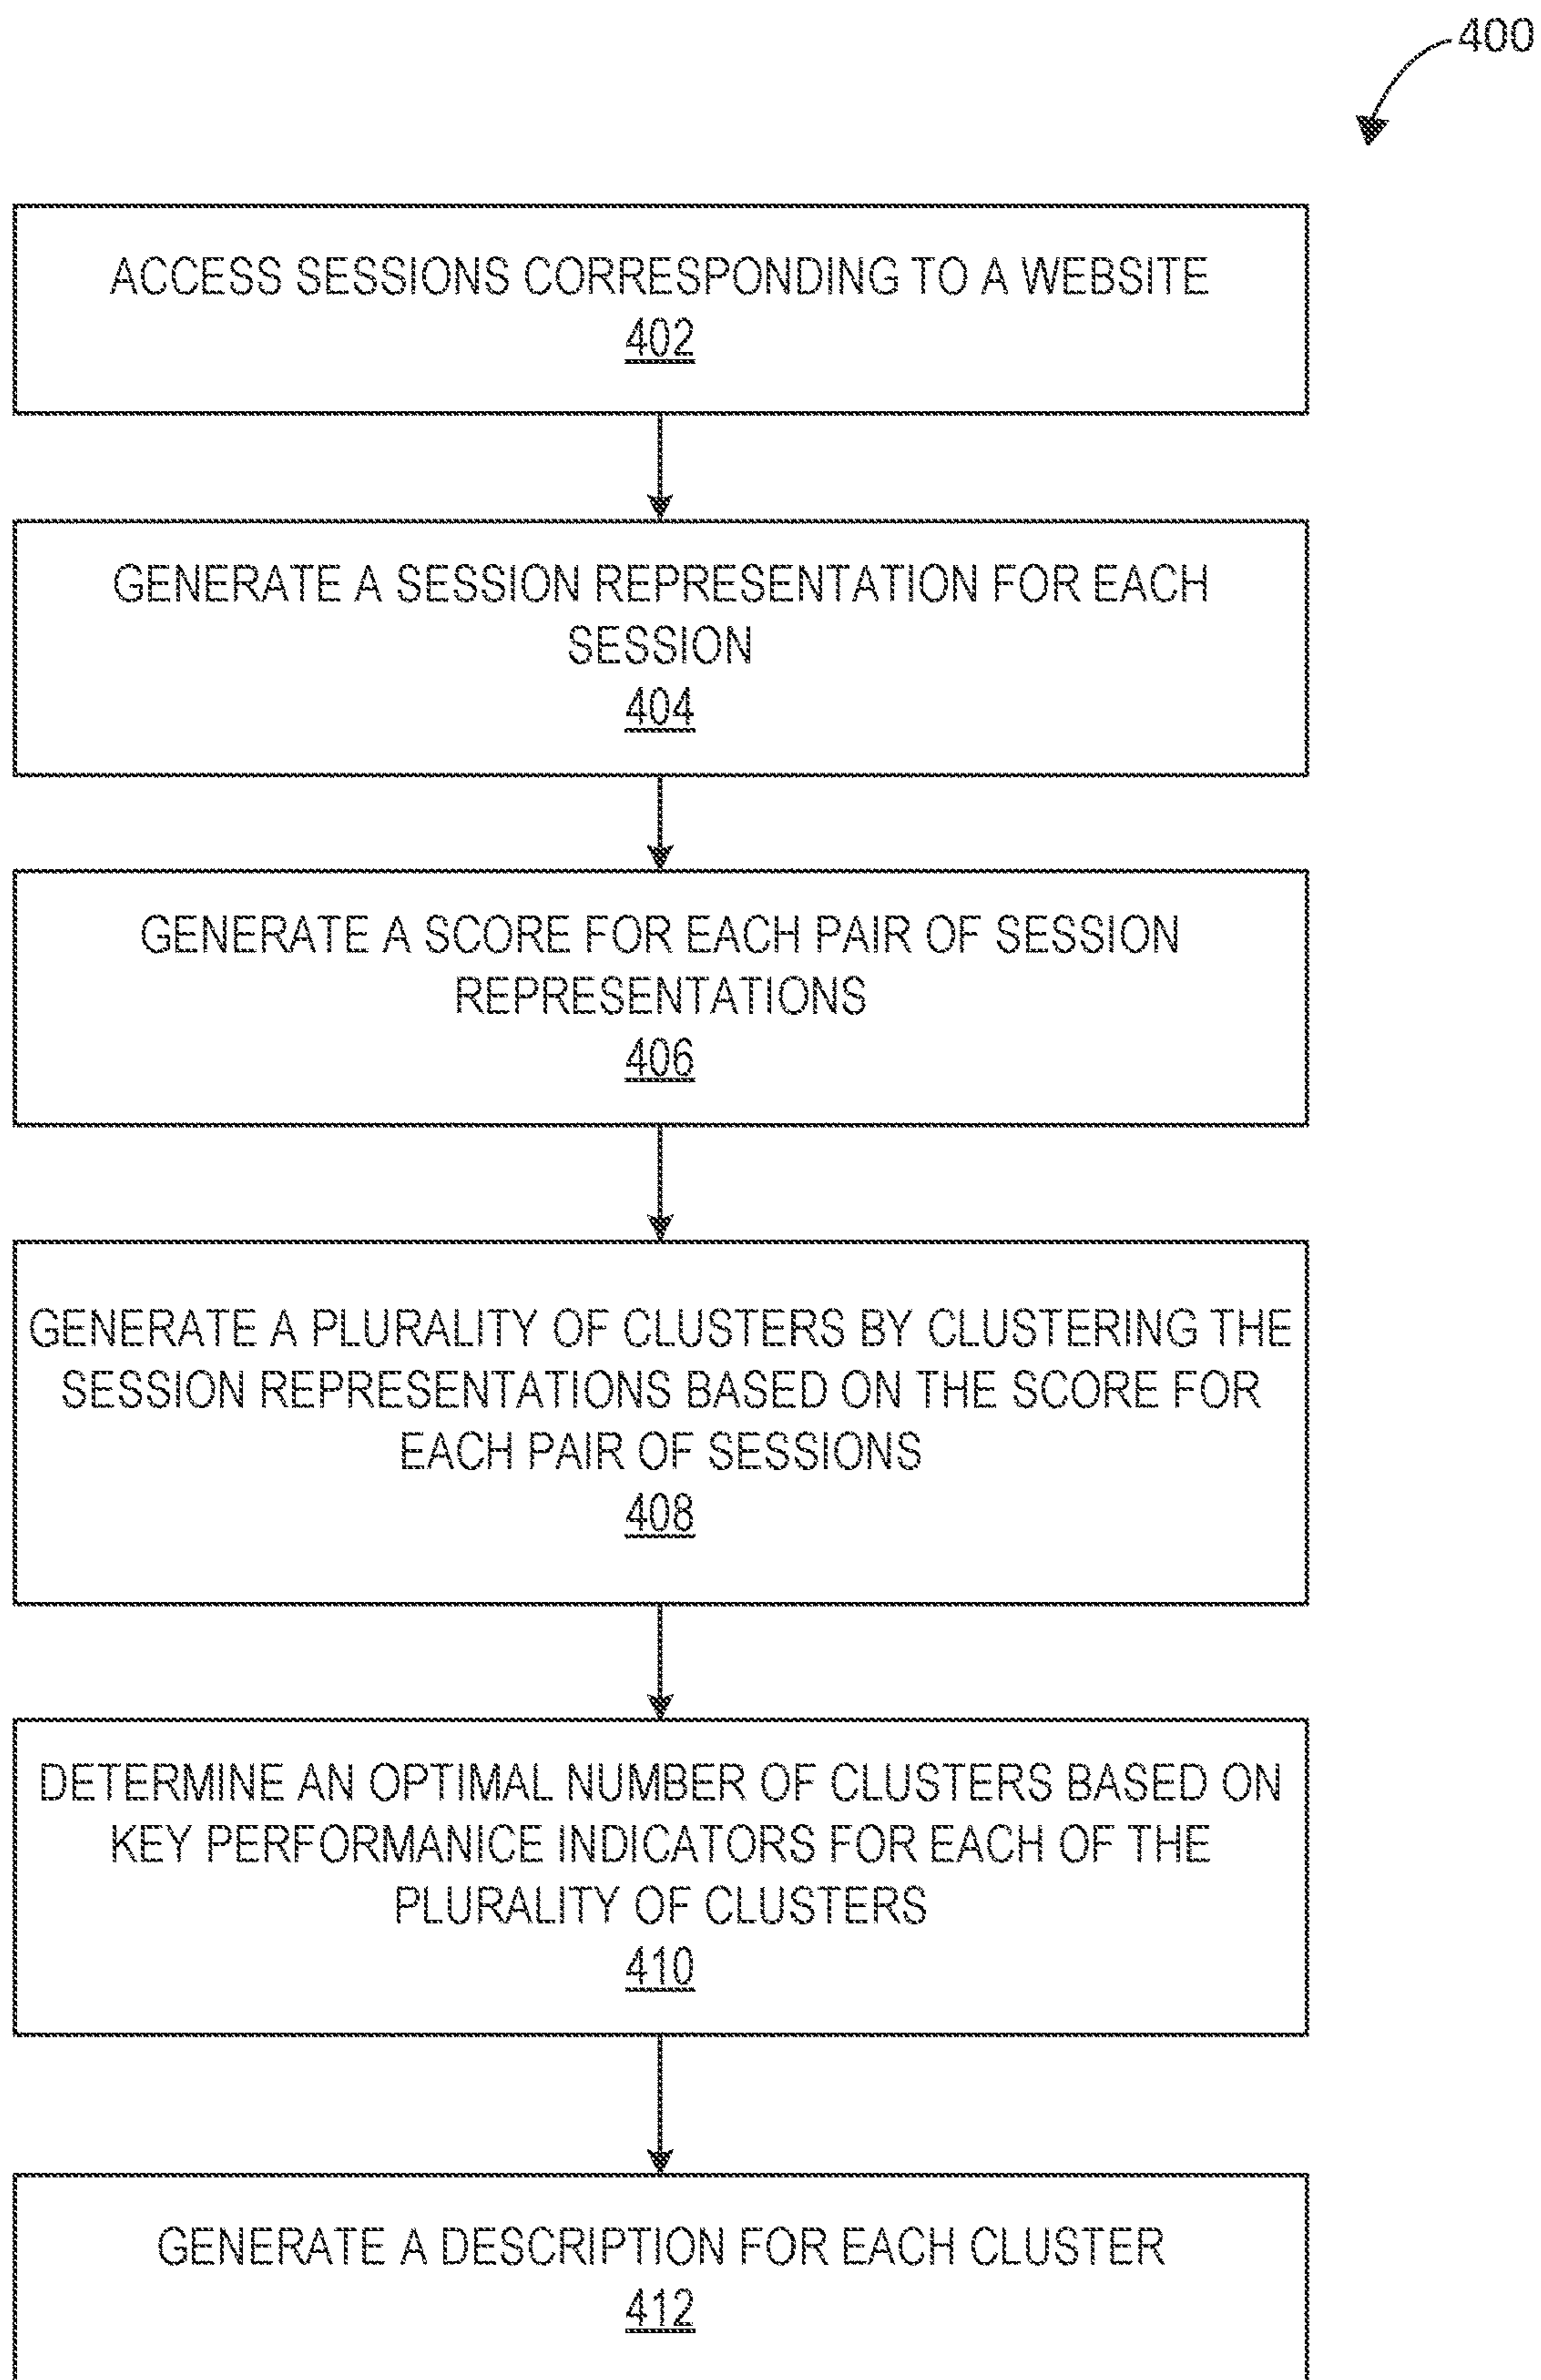 400
ACCESS SESSIONS CORRESPONDING TO A WEBSITE
402
GENERATE A SESSION REPRESENTATION FOR EACH
SESSION
404
GENERATE A SCORE FOR EACH PAIR OF SESSION
REPRESENTATIONS
406
GENERATE A PLURALITY OF CLUSTERS BY CLUSTERING THE
SESSION REPRESENTATIONS BASED ON THE SCORE FOR
EACH PAIR OF SESSIONS
408
DETERMINE AN OPTIMAL NUMBER OF CLUSTERS BASED ON
KEY PERFORMANICE INDICATORS FOR EACH OF THE
PLURALITY OF CLUSTERS
410
GENERATE A DESCRIPTION FOR EACH CLUSTER
412